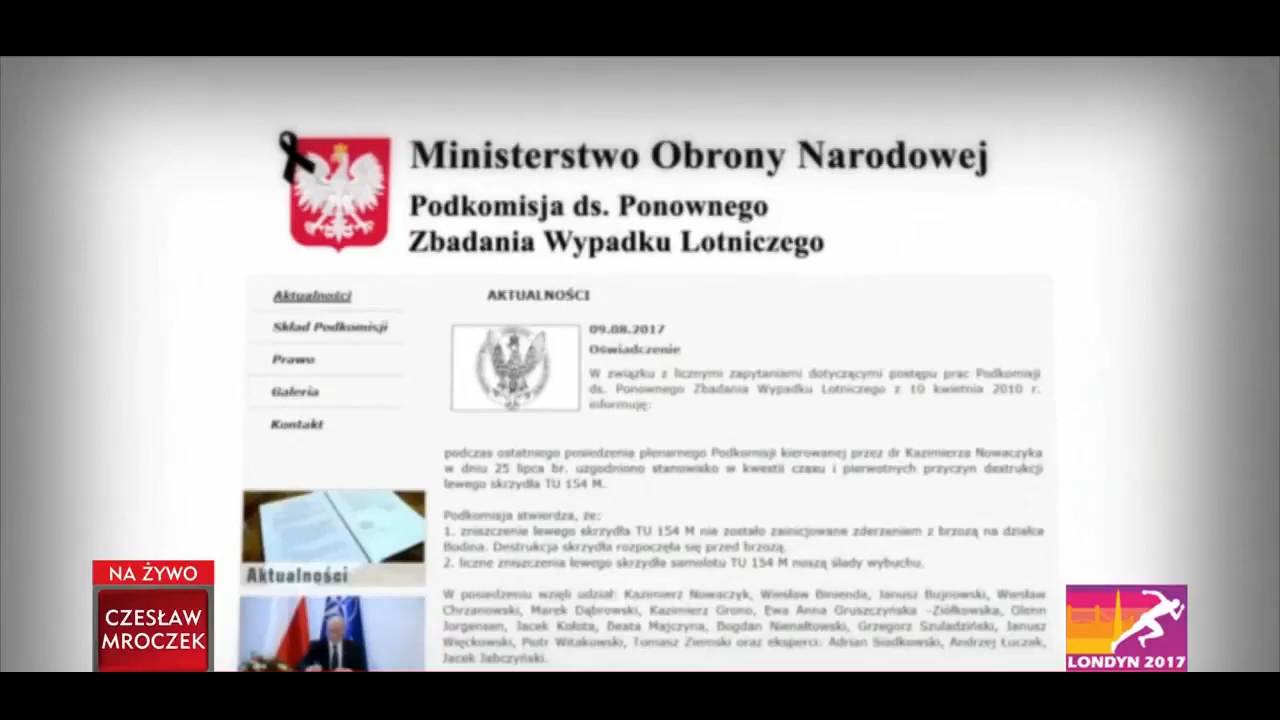 Ministerstwo Obrony Narodowej
Podkomisja ds. Ponownego
Zbadania Wypadku Lotniczego
Aktualności
Skład Podkomisji
Prawo
Galeria
Kontakt
AKTUALNOŚCI
09.08.2017
Oświadczenie
W związku z licznymi zapytaniami dotyczącymi postępu prac Podkomisji
ds. Ponownego Zbadania Wypadku Lotniczego z 10 kwietnia 2010 r.
informuję:
podczas ostatniego posiedzenia plenarnego Podkomisji kierowanej przez dr Kazimierza Nowaczyka
w dniu 25 lipca br. uzgodniono stanowisko w kwestii czasu i pierwotnych przyczyn destrukcji
lewego skrzydła TU 154 M.
Podkomisja stwierdza, że:
1. zniszczenie lewego skrzydła TU 154 M nie zostało zainicjowane zderzeniem z brzozą na działce
Bodina. Destrukcja skrzydła rozpoczęła się przed brzozą.
2. liczne zniszczenia lewego skrzydła samolotu TU 154 M noszą ślady wybuchu.
W posiedzeniu wzięli udział: Kazimierz Nowaczyk, Wiesław Binienda, Janusz Bujnowski, Wiesław
Chrzanowski, Marek Dąbrowski, Kazimierz Grono, Ewa Anna Gruszczyńska -Ziółkowska, Glenn
Jorgensen, Jacek Kołota, Beata Majczyna, Bogdan Nienałtowski, Grzegorz Szuladziński, Janusz
Więckowski, Piotr Witakowski, Tomasz Ziemski oraz eksperci: Adrian Siadkowski, Andrzej Łuczak,
Jacek Jabczyński.
Aktualności
NA ŻYWO
CZESŁAW
MROCZEK
LONDYN 2017